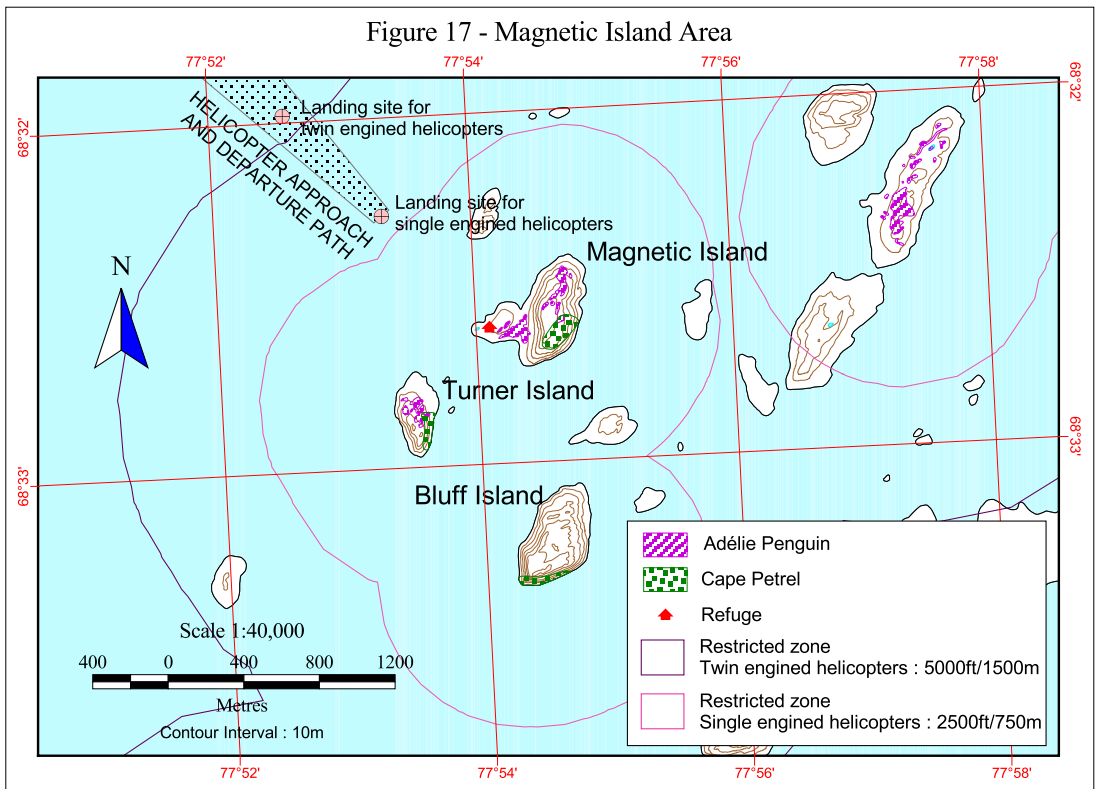 Figure 17 - Magnetic Island Area
77°52'
77°54'
77°56'
77°58'
68°32'
68°32'
Landing site for
twin engined helicopters
HELICOPTER APPROACH
AND DEPARTURE PATH
Landing site for
single engined helicopters
Magnetic Island
N
Turner Island
68°33'
68°33'
Bluff Island
Adélie Penguin
Cape Petrel
Refuge
Restricted zone
Twin engined helicopters : 5000ft/1500m
Restricted zone
Single engined helicopters : 2500ft/750m
Scale 1:40,000
400 0 400 800 1200
Metres
Contour Interval : 10m
77°52'
77°54'
77°56'
77°58'